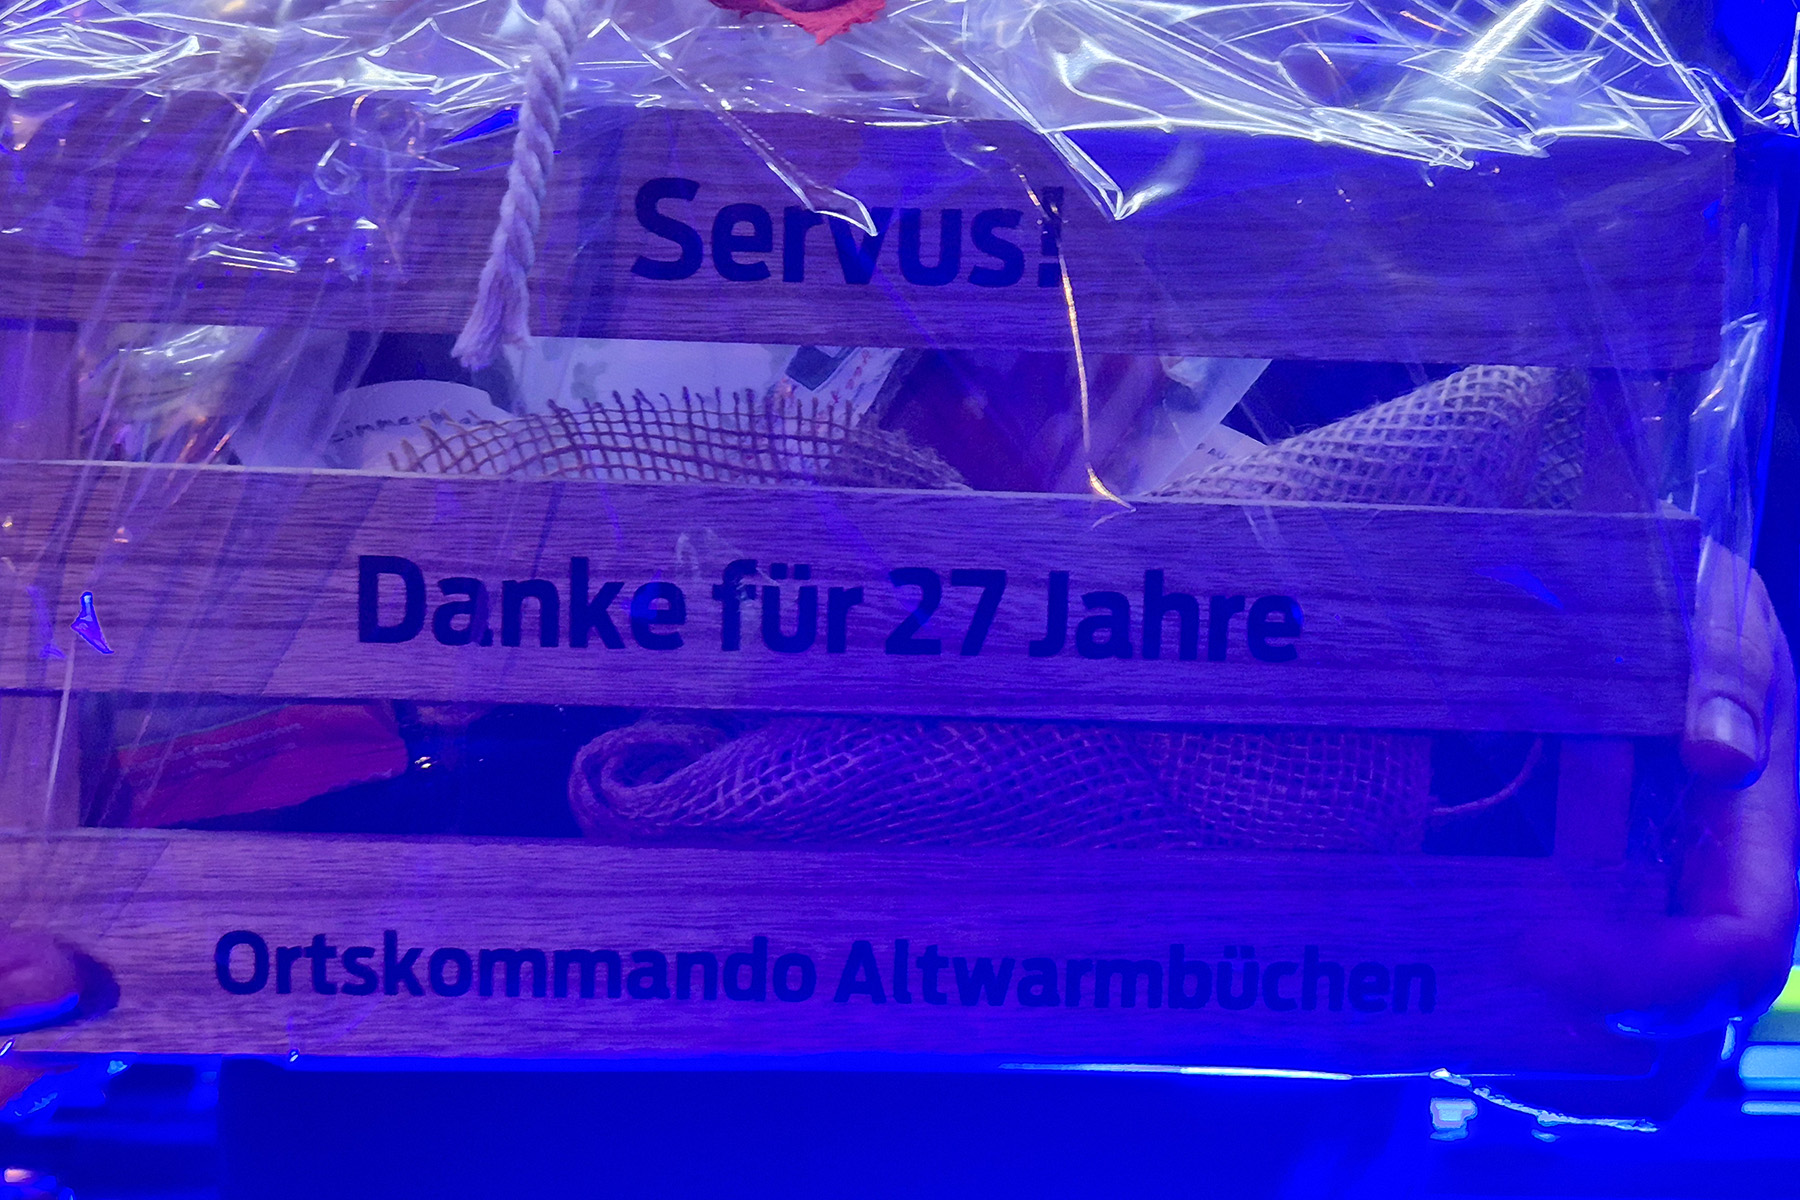 Servus!
Danke für 27 Jahre
Ortskommando Altwarmbüchen